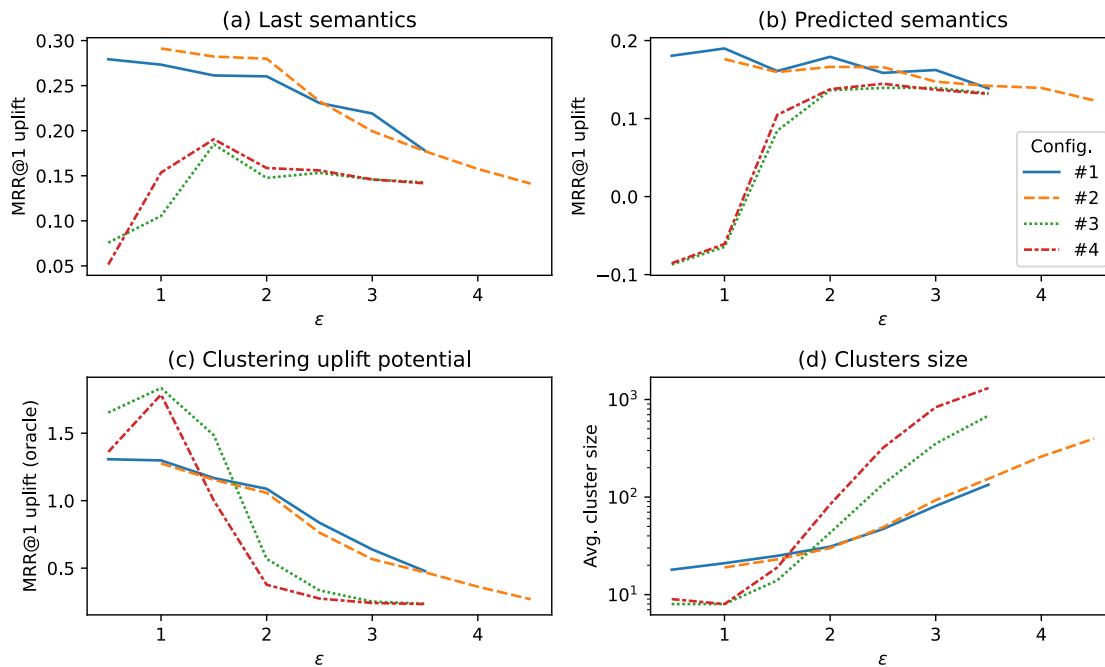 (a) Last semantics
MRR@1 uplift
0.30
0.25
0.20
0.15
0.10
0.05
1 2 3 4
ε
(b) Predicted semantics
MRR@1 uplift
0.2
0.1
0.0
−0.1
1 2 3 4
ε
Config.
#1
#2
#3
#4
(c) Clustering uplift potential
MRR@1 uplift (oracle)
1.5
1.0
0.5
1 2 3 4
ε
(d) Clusters size
Avg. cluster size
10³
10²
10¹
1 2 3 4
ε